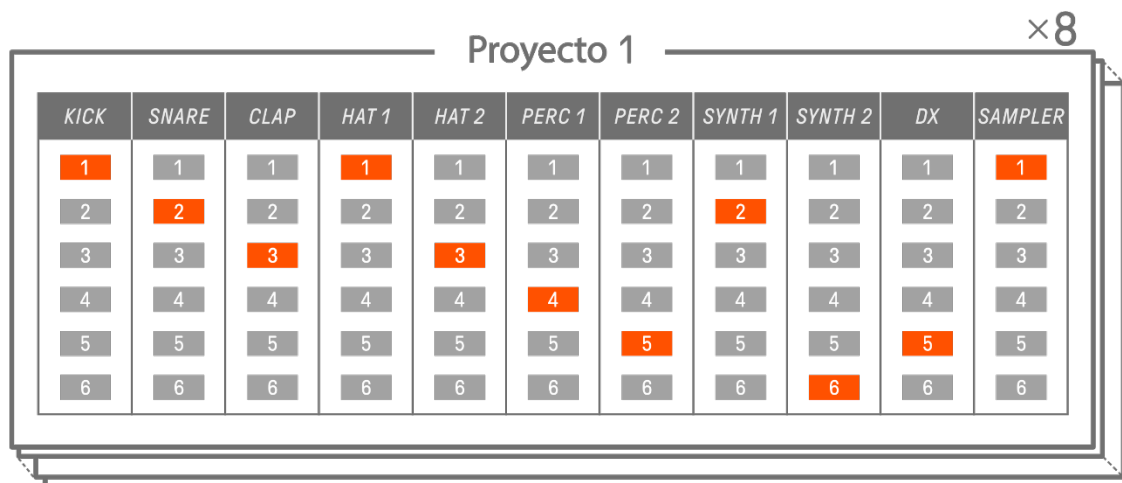 ×8
Proyecto 1
KICK SNARE CLAP HAT 1 HAT 2 PERC 1 PERC 2 SYNTH 1 SYNTH 2 DX SAMPLER
1 1 1 1 1 1 1 1 1 1 1
2 2 2 2 2 2 2 2 2 2 2
3 3 3 3 3 3 3 3 3 3 3
4 4 4 4 4 4 4 4 4 4 4
5 5 5 5 5 5 5 5 5 5 5
6 6 6 6 6 6 6 6 6 6 6